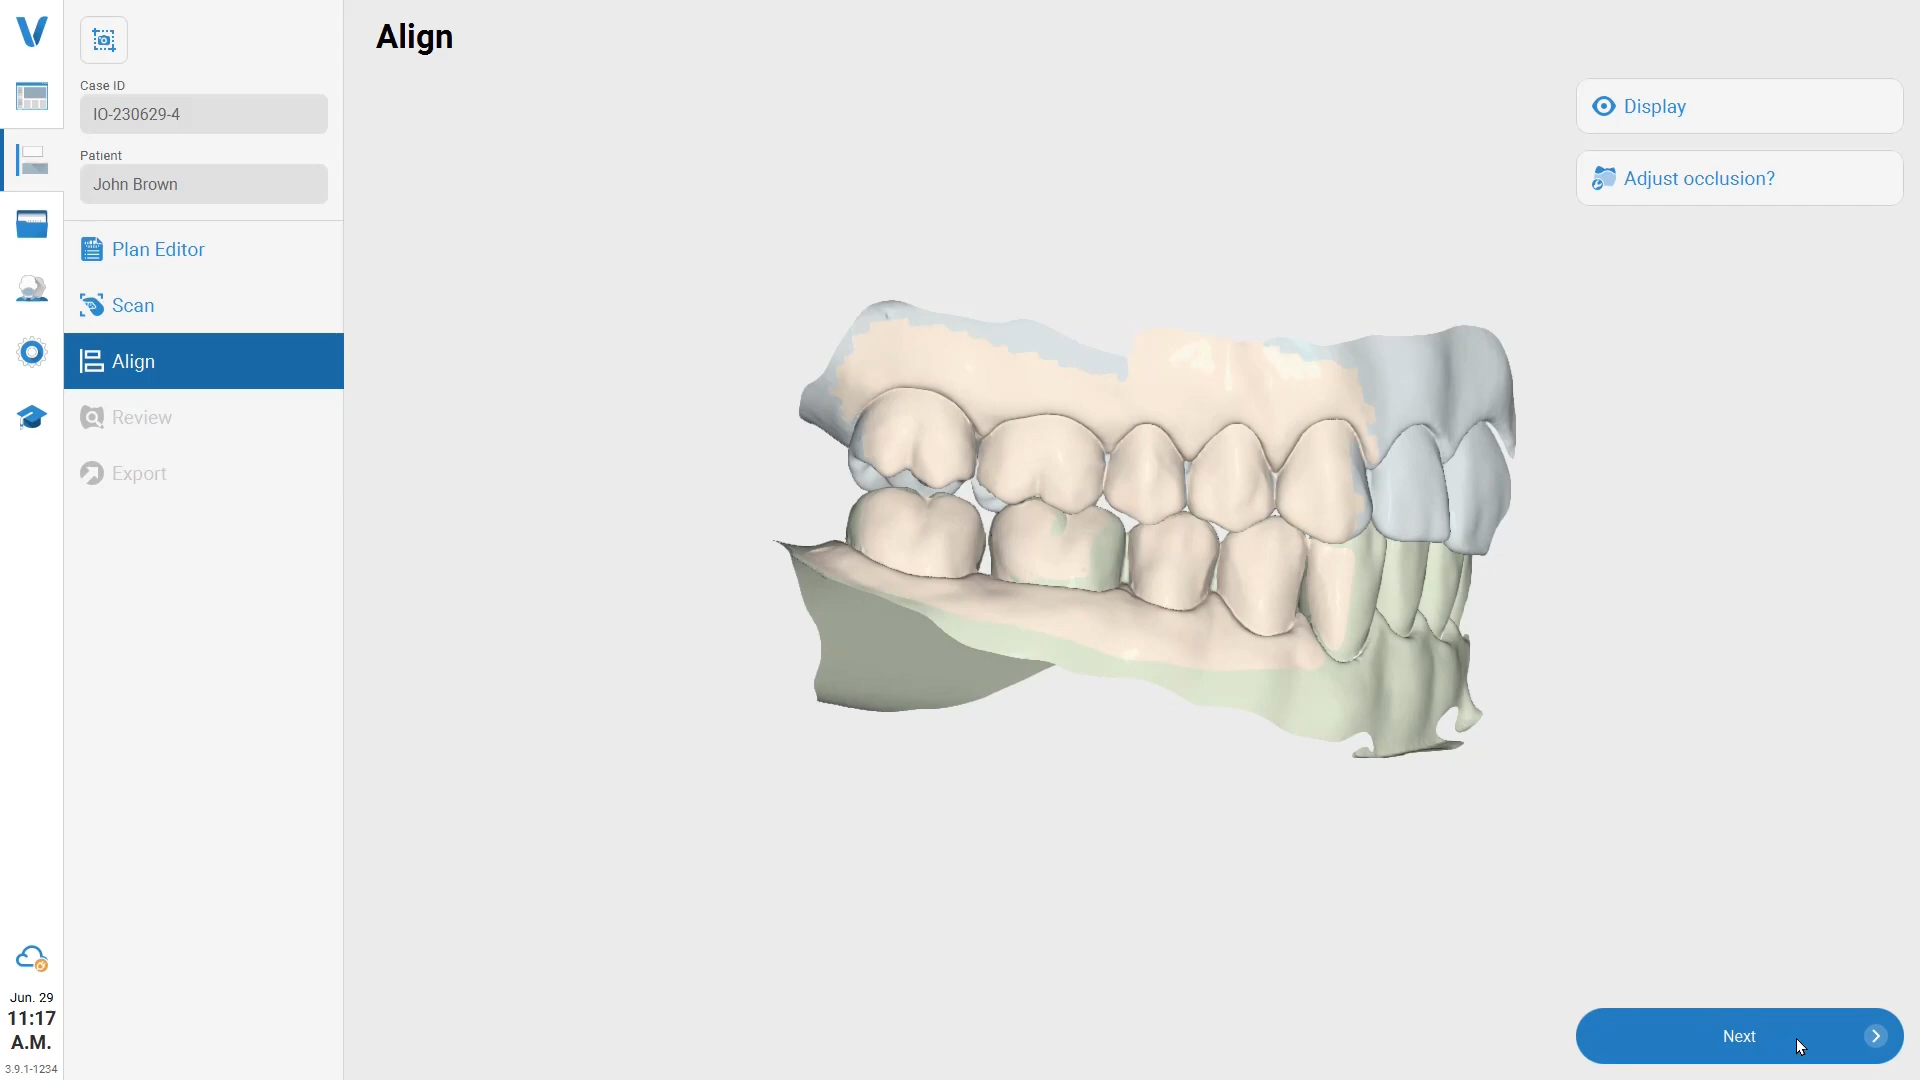 Align
Case ID
IO-230629-4
Patient
John Brown
Plan Editor
Scan
Align
Review
Export
Display
Adjust occlusion?
Jun. 29
11:17
A.M.
3.9.1-1234
Next